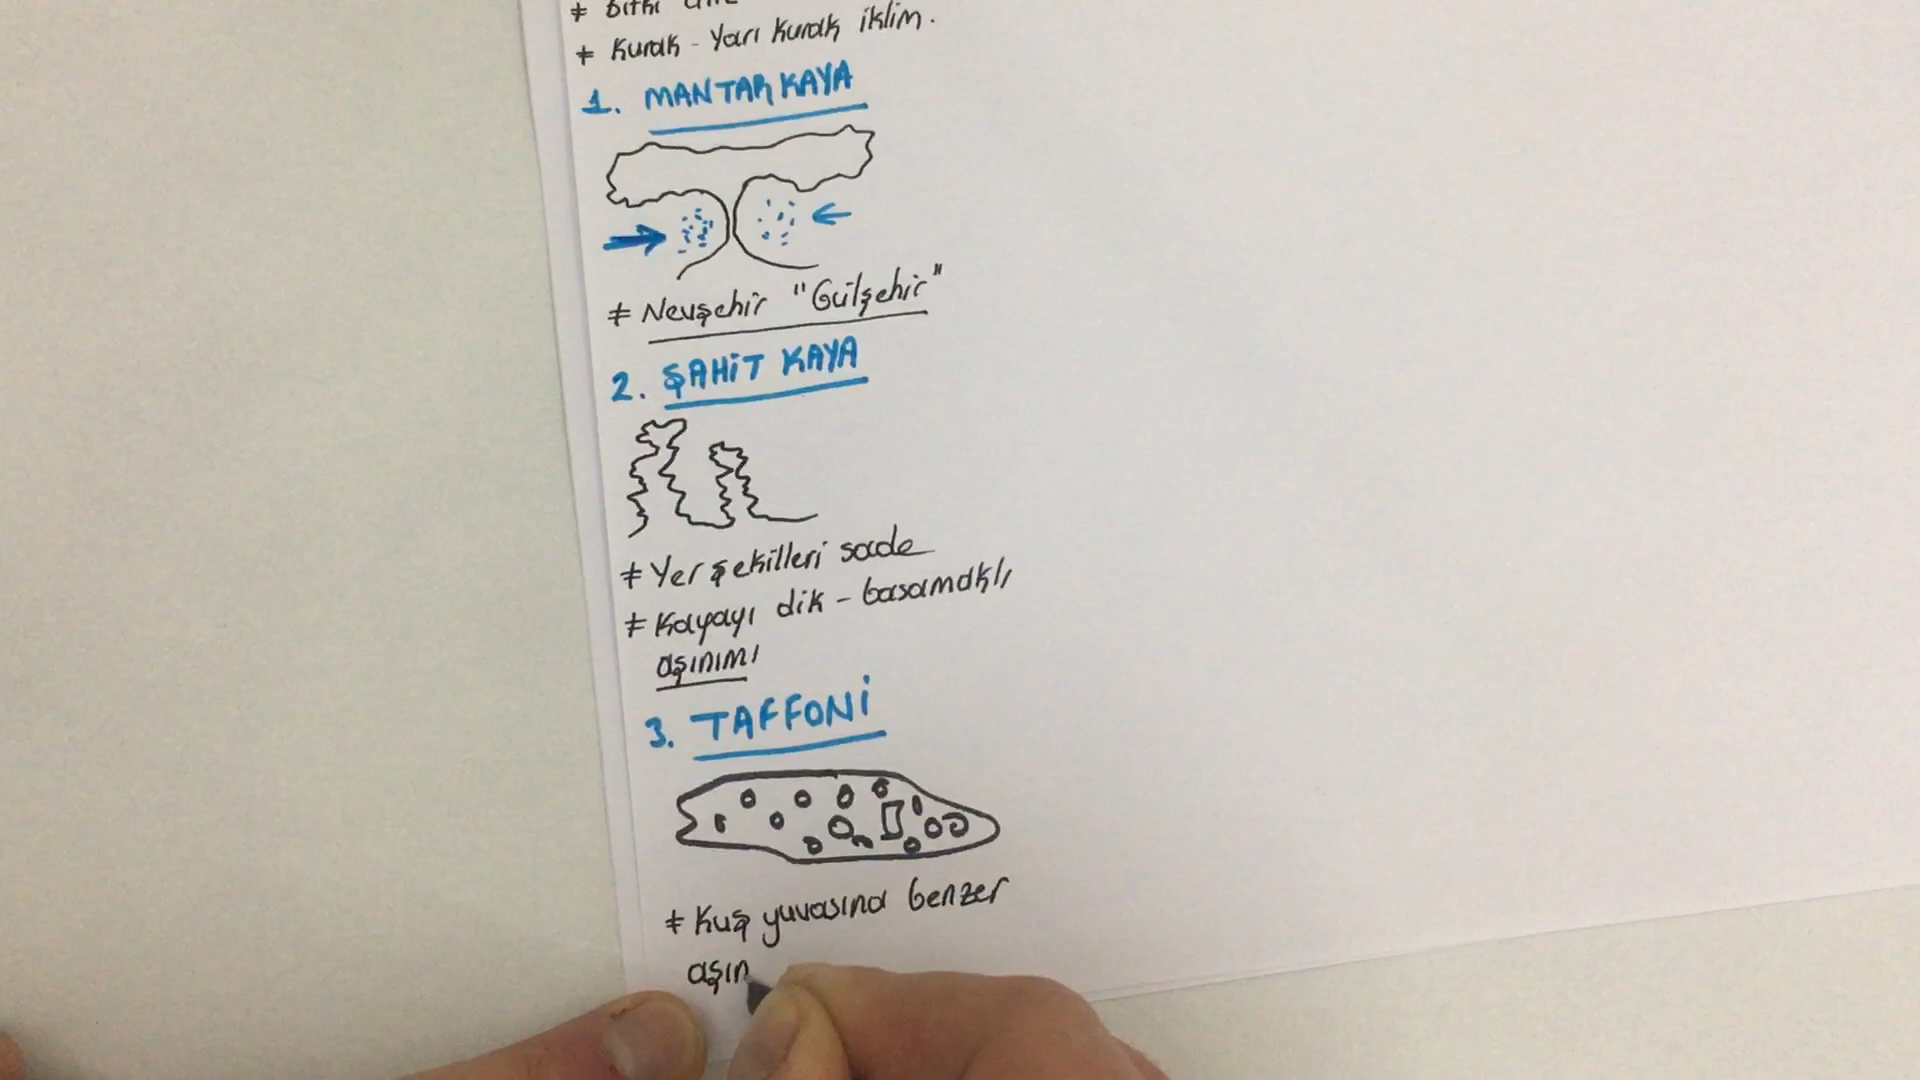 ≠ Bitki
≠ Kurak - Yarı Kurak iklim.
1. MANTAR KAYA
≠ Nevşehir "Gülşehir"
2. ŞAHİT KAYA
≠ Yer şekilleri sade
≠ Kayayı dik - basamaklı
aşınımı
3. TAFFONİ
≠ Kuş yuvasına benzer
aşın